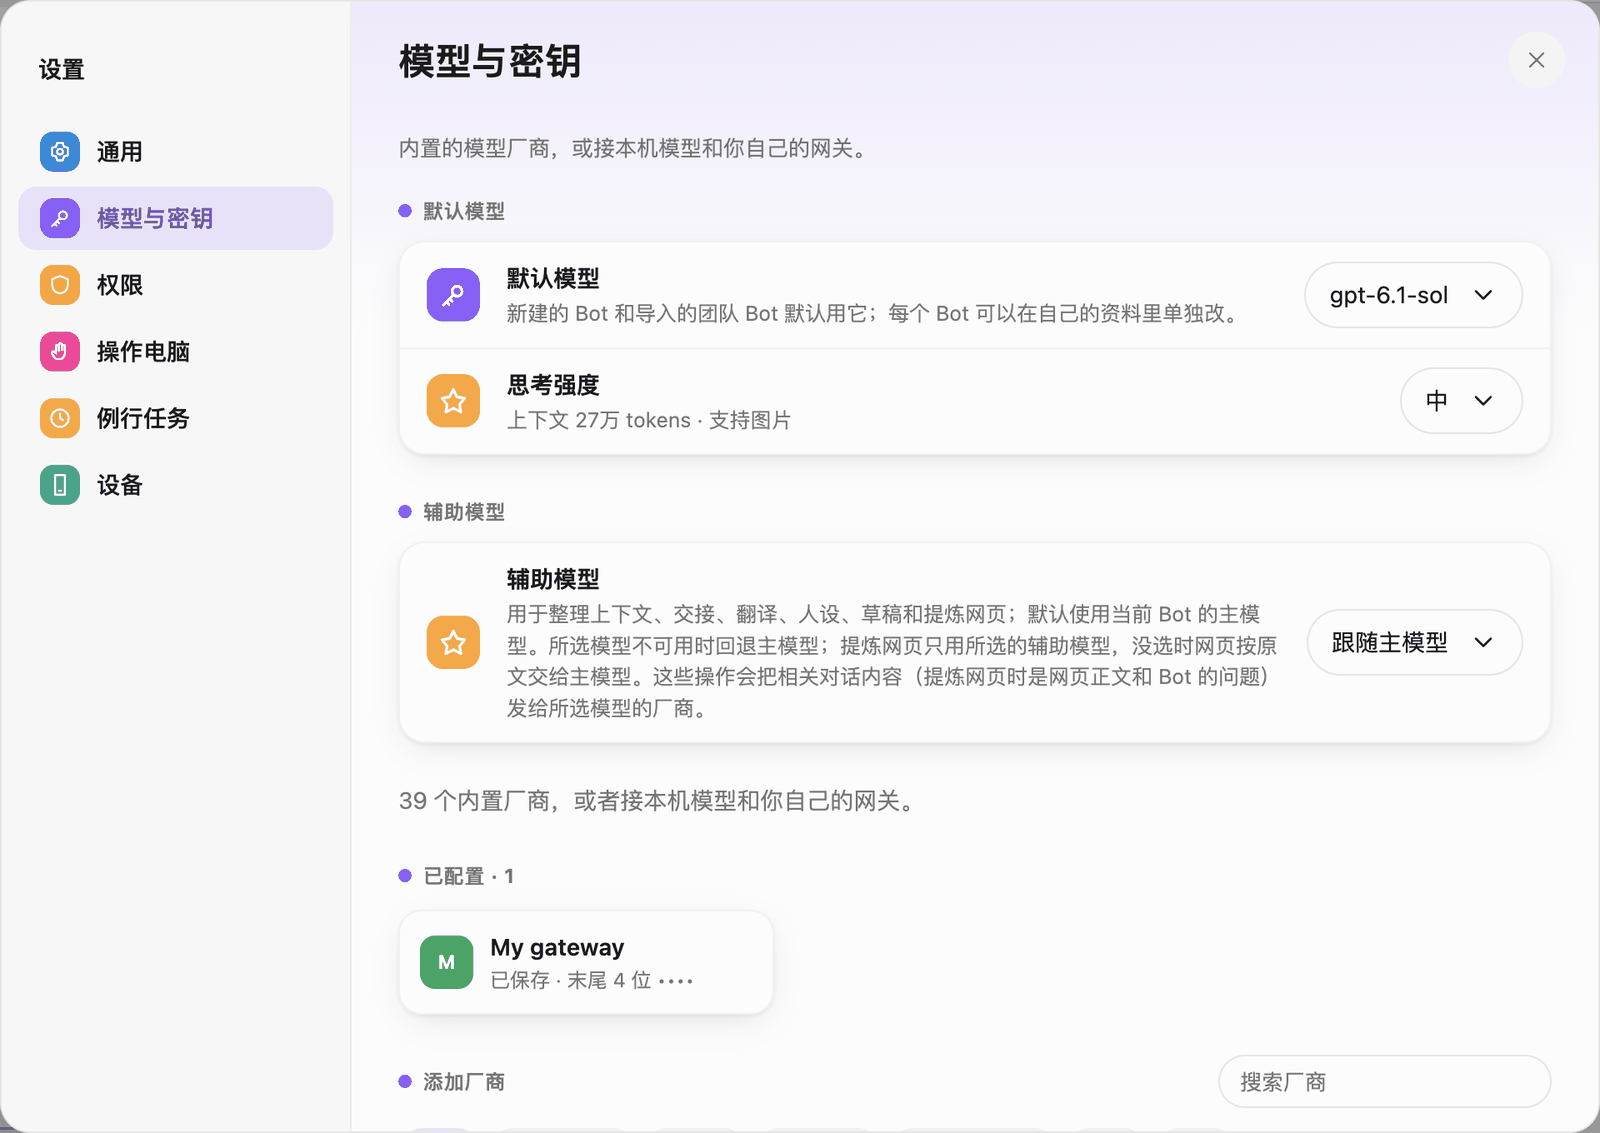 设置
通用
模型与密钥
权限
操作电脑
例行任务
设备
模型与密钥
内置的模型厂商，或接本机模型和你自己的网关。
默认模型
默认模型
新建的 Bot 和导入的团队 Bot 默认用它；每个 Bot 可以在自己的资料里单独改。
gpt-6.1-sol
思考强度
上下文 27万 tokens · 支持图片
中
辅助模型
辅助模型
用于整理上下文、交接、翻译、人设、草稿和提炼网页；默认使用当前 Bot 的主模
型。所选模型不可用时回退主模型；提炼网页只用所选的辅助模型，没选时网页按原
文交给主模型。这些操作会把相关对话内容（提炼网页时是网页正文和 Bot 的问题）
发给所选模型的厂商。
跟随主模型
39 个内置厂商，或者接本机模型和你自己的网关。
已配置 · 1
M
My gateway
已保存 · 末尾 4 位 ••••
添加厂商
搜索厂商